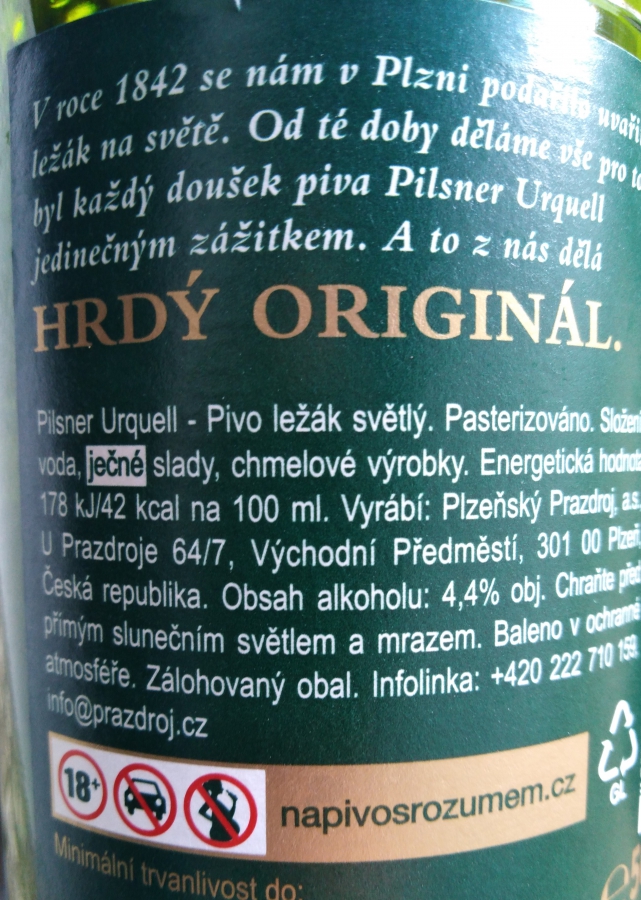 V roce 1842 se nám v Plzni podařilo uvařit
ležák na světě. Od té doby děláme vše pro to
byl každý doušek piva Pilsner Urquell
jedinečným zážitkem. A to z nás dělá
HRDÝ ORIGINÁL.
Pilsner Urquell - Pivo ležák světlý. Pasterizováno. Složení
voda, ječné slady, chmelové výrobky. Energetická hodnota
178 kJ/42 kcal na 100 ml. Vyrábí: Plzeňský Prazdroj, a.s.,
U Prazdroje 64/7, Východní Předměstí, 301 00 Plzeň,
Česká republika. Obsah alkoholu: 4,4% obj. Chraňte před
přímým slunečním světlem a mrazem. Baleno v ochranné
atmosféře. Zálohovaný obal. Infolinka: +420 222 710 159,
info@prazdroj.cz
18+
napivosrozumem.cz
GL
Minimální trvanlivost do:
℮5